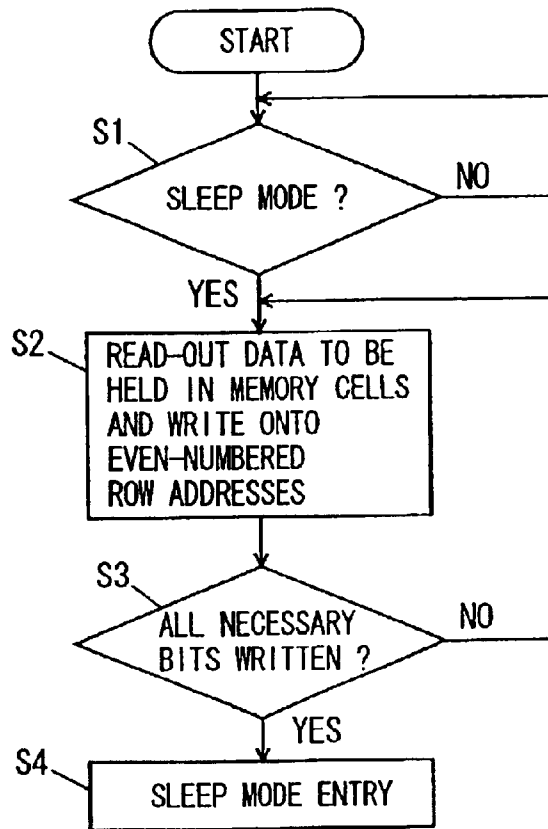 START
S1
SLEEP MODE ?
NO
YES
S2
READ-OUT DATA TO BE
HELD IN MEMORY CELLS
AND WRITE ONTO
EVEN-NUMBERED
ROW ADDRESSES
S3
ALL NECESSARY
BITS WRITTEN ?
NO
YES
S4
SLEEP MODE ENTRY